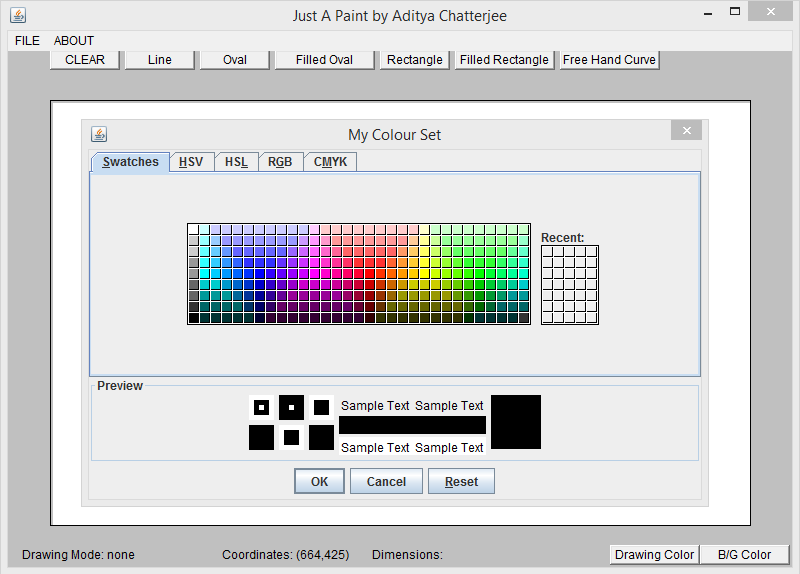 Just A Paint by Aditya Chatterjee
FILE ABOUT
CLEAR Line Oval Filled Oval Rectangle Filled Rectangle Free Hand Curve
My Colour Set
Swatches HSV HSL RGB CMYK
Recent:
Preview
Sample Text Sample Text
Sample Text Sample Text
OK Cancel Reset
Drawing Mode: none Coordinates: (664,425) Dimensions: Drawing Color B/G Color